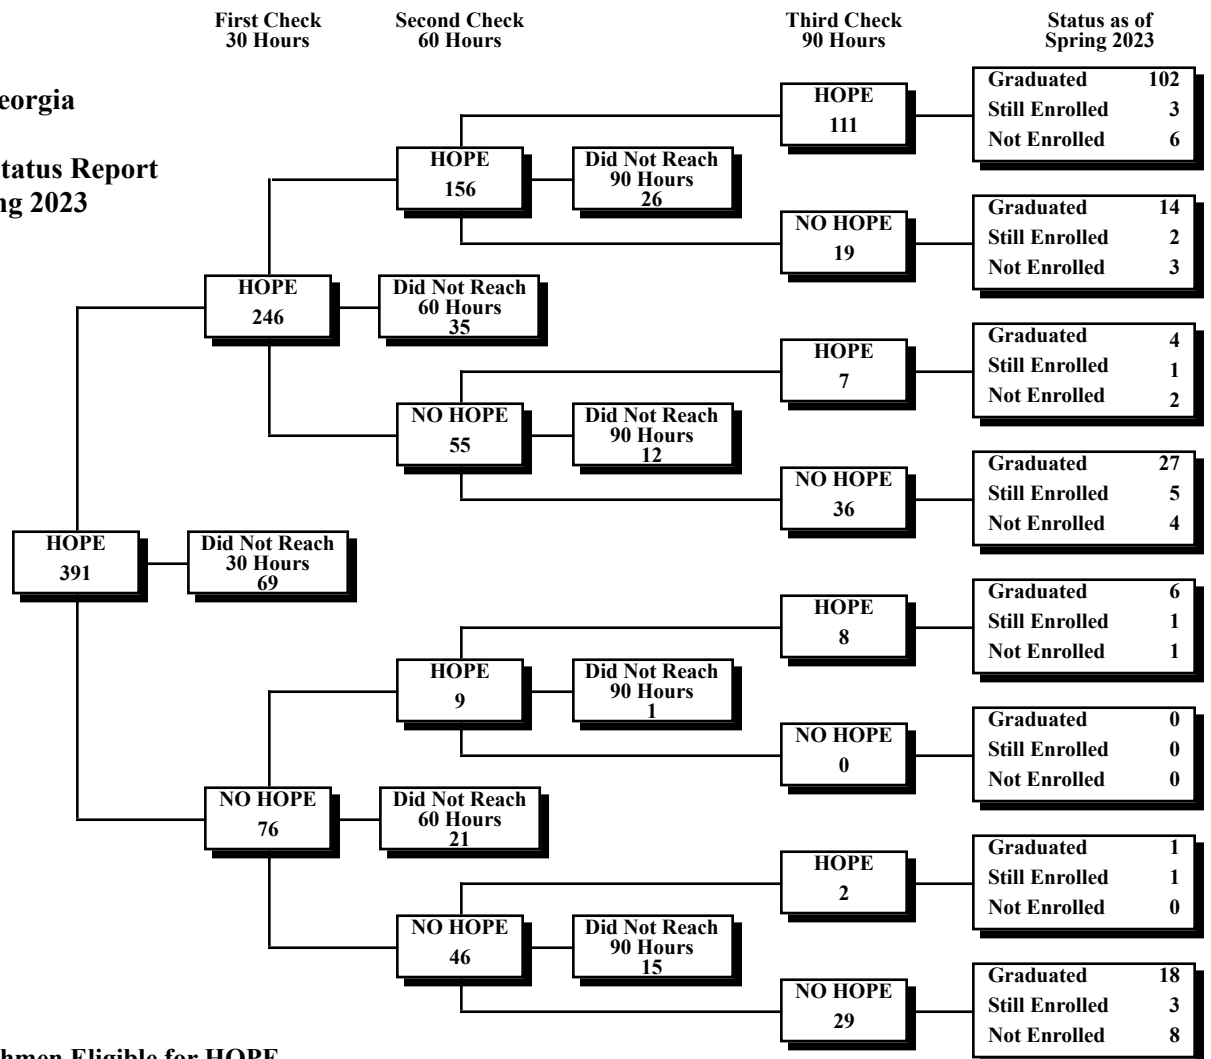 First Check
30 Hours
Second Check
60 Hours
Third Check
90 Hours
Status as of
Spring 2023
eorgia
tatus Report
ng 2023
HOPE
391
Did Not Reach
30 Hours
69
HOPE
246
Did Not Reach
60 Hours
35
NO HOPE
76
Did Not Reach
60 Hours
21
HOPE
156
Did Not Reach
90 Hours
26
NO HOPE
55
Did Not Reach
90 Hours
12
HOPE
9
Did Not Reach
90 Hours
1
NO HOPE
46
Did Not Reach
90 Hours
15
HOPE
111
Graduated 102
Still Enrolled 3
Not Enrolled 6
NO HOPE
19
Graduated 14
Still Enrolled 2
Not Enrolled 3
HOPE
7
Graduated 4
Still Enrolled 1
Not Enrolled 2
NO HOPE
36
Graduated 27
Still Enrolled 5
Not Enrolled 4
HOPE
8
Graduated 6
Still Enrolled 1
Not Enrolled 1
NO HOPE
0
Graduated 0
Still Enrolled 0
Not Enrolled 0
HOPE
2
Graduated 1
Still Enrolled 1
Not Enrolled 0
NO HOPE
29
Graduated 18
Still Enrolled 3
Not Enrolled 8
hmen Eligible for HOPE